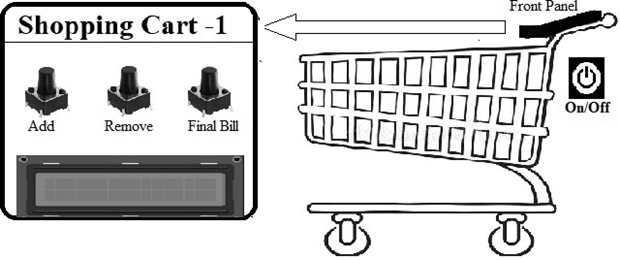 Front Panel
Shopping Cart -1
Add
Remove
Final Bill
On/Off